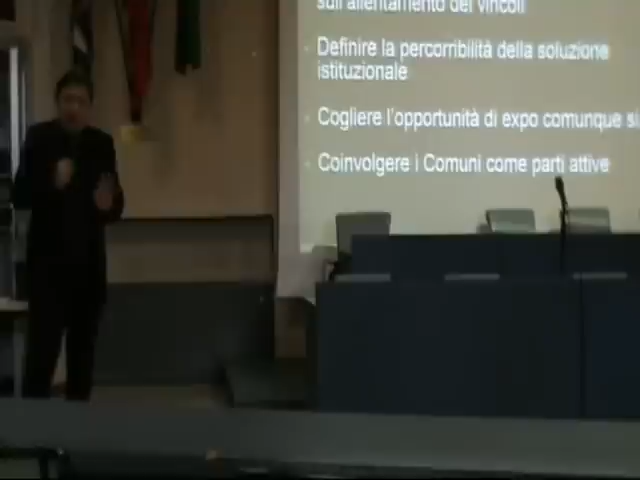 sull'allentamento dei vincoli
Definire la percorribilità della soluzione
istituzionale
Cogliere l'opportunità di expo comunque si
Coinvolgere i Comuni come parti attive